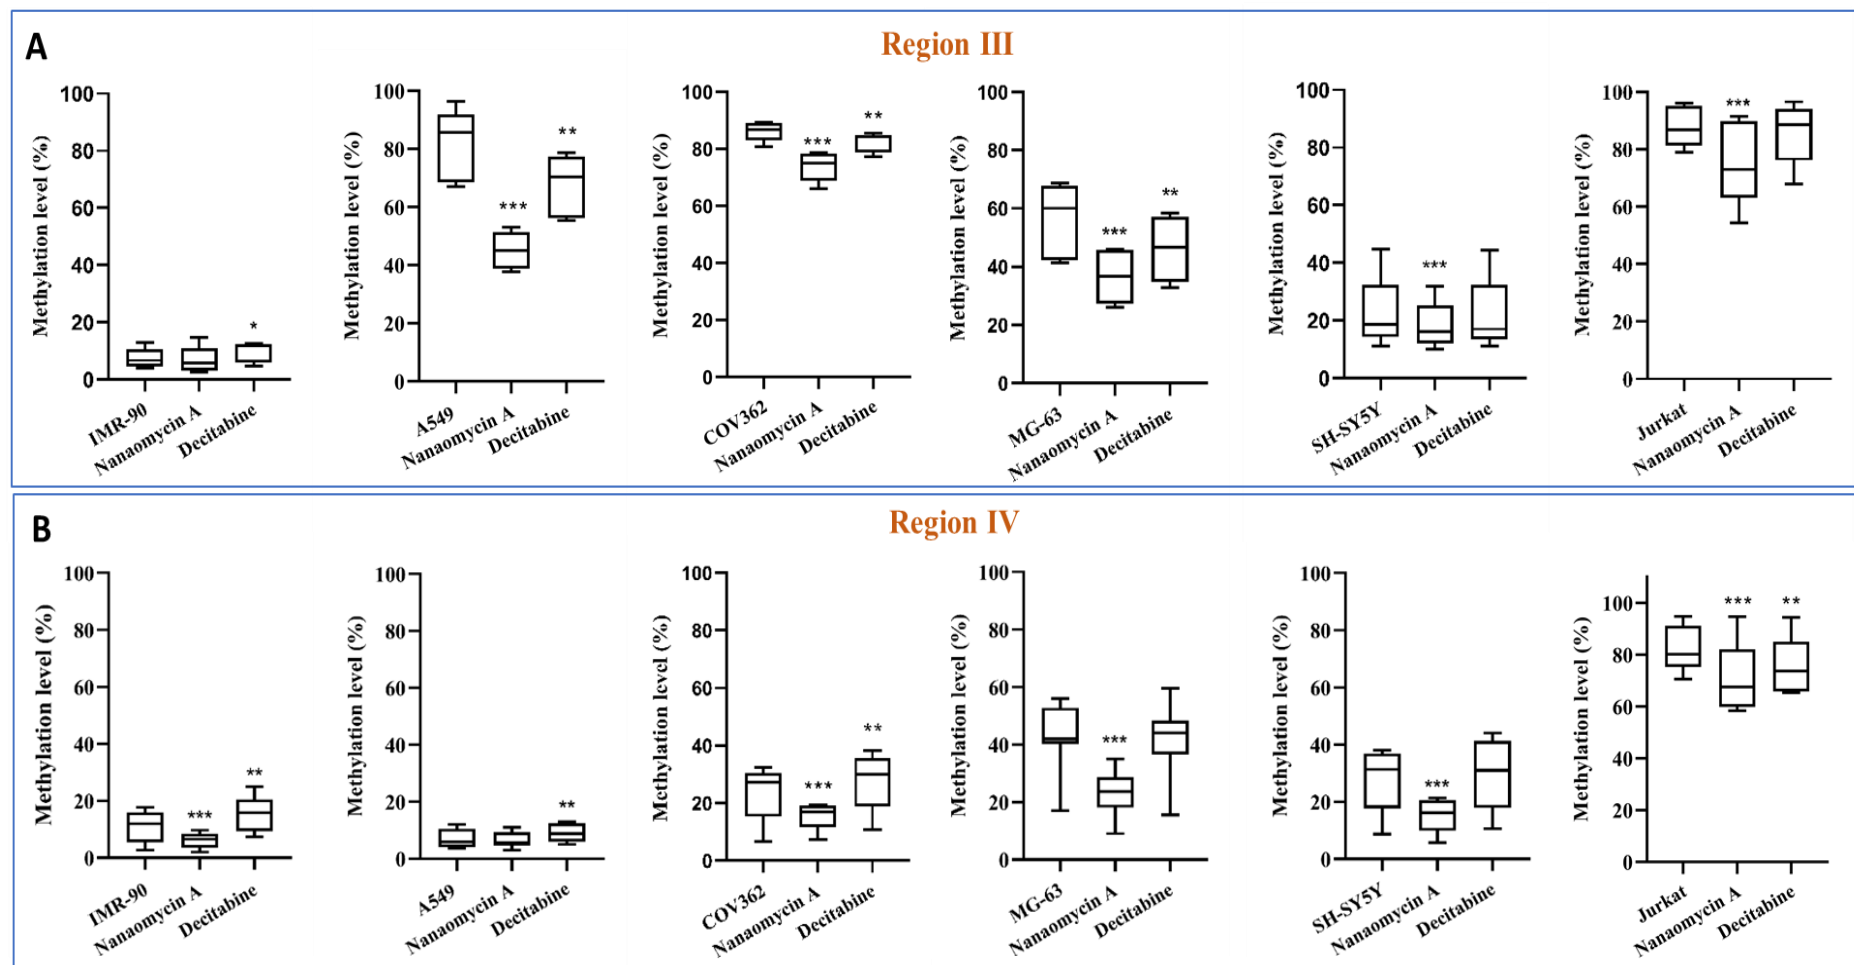 A
Region III
Methylation level (%)
100
80
60
40
20
0
*
IMR-90
Nanaomycin A
Decitabine
Methylation level (%)
100
80
60
40
20
0
***
**
A549
Nanaomycin A
Decitabine
Methylation level (%)
100
80
60
40
20
0
***
**
COV362
Nanaomycin A
Decitabine
Methylation level (%)
100
80
60
40
20
0
***
**
MG-63
Nanaomycin A
Decitabine
Methylation level (%)
100
80
60
40
20
0
***
SH-SY5Y
Nanaomycin A
Decitabine
Methylation level (%)
100
80
60
40
20
0
***
Jurkat
Nanaomycin A
Decitabine
B
Region IV
Methylation level (%)
100
80
60
40
20
0
***
**
IMR-90
Nanaomycin A
Decitabine
Methylation level (%)
100
80
60
40
20
0
**
A549
Nanaomycin A
Decitabine
Methylation level (%)
100
80
60
40
20
0
***
**
COV362
Nanaomycin A
Decitabine
Methylation level (%)
100
80
60
40
20
0
***
MG-63
Nanaomycin A
Decitabine
Methylation level (%)
100
80
60
40
20
0
***
SH-SY5Y
Nanaomycin A
Decitabine
Methylation level (%)
100
80
60
40
20
0
***
**
Jurkat
Nanaomycin A
Decitabine